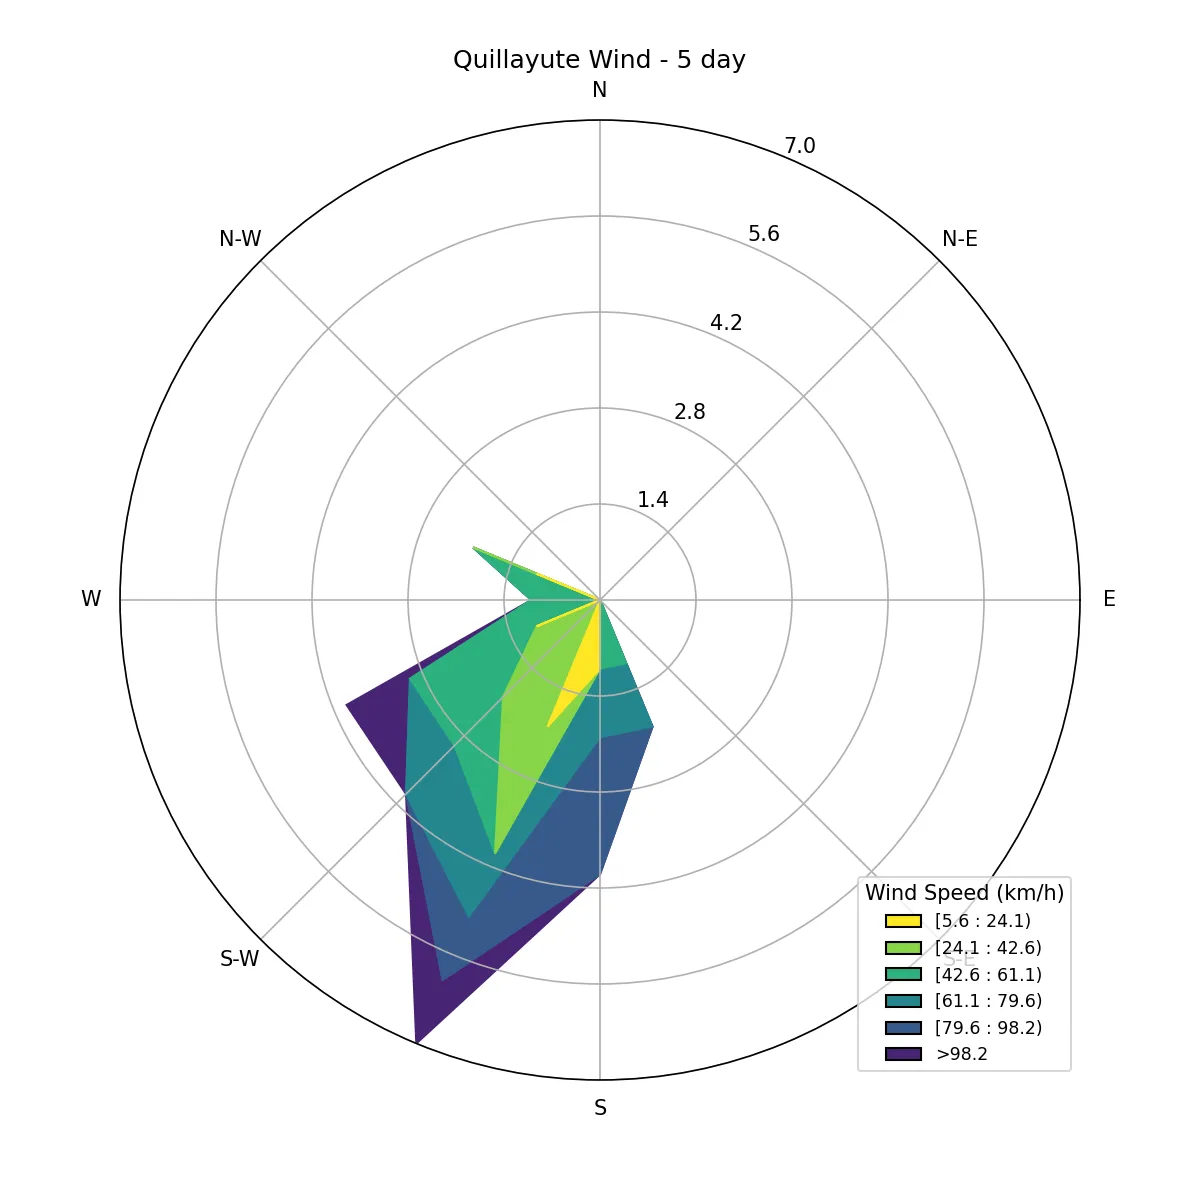 Quillayute Wind - 5 day
N
7.0
N-W
5.6
N-E
4.2
2.8
1.4
W
E
Wind Speed (km/h)
[5.6 : 24.1)
[24.1 : 42.6)
S-W
S-E
[42.6 : 61.1)
[61.1 : 79.6)
[79.6 : 98.2)
>98.2
S